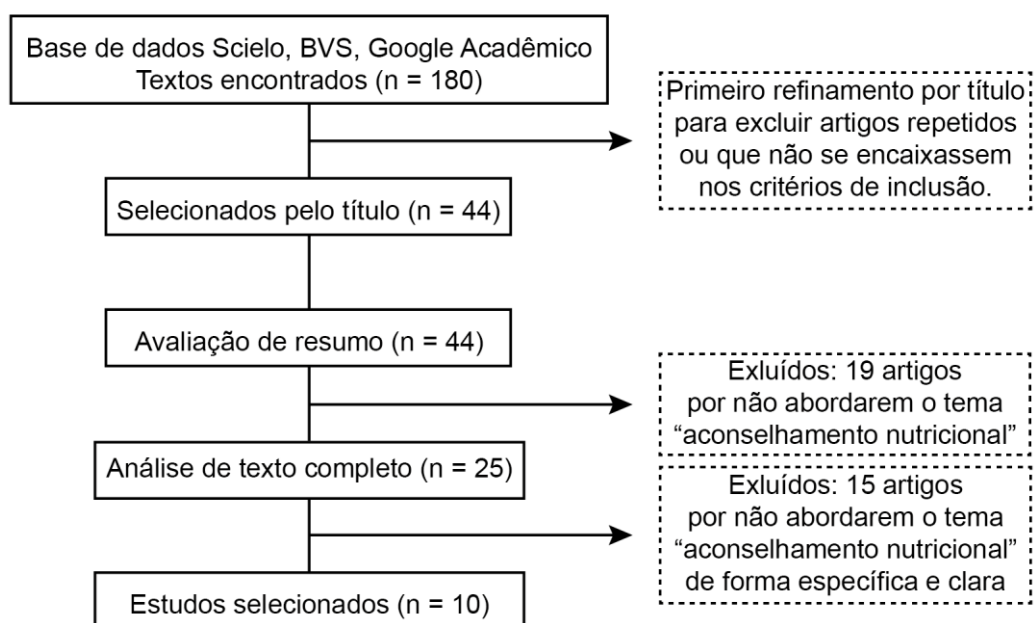 Base de dados Scielo, BVS, Google Acadêmico
Textos encontrados (n = 180)
Primeiro refinamento por título
para excluir artigos repetidos
ou que não se encaixassem
nos critérios de inclusão.
Selecionados pelo título (n = 44)
Avaliação de resumo (n = 44)
Exluídos: 19 artigos
por não abordarem o tema
“aconselhamento nutricional”
Análise de texto completo (n = 25)
Exluídos: 15 artigos
por não abordarem o tema
“aconselhamento nutricional”
de forma específica e clara
Estudos selecionados (n = 10)